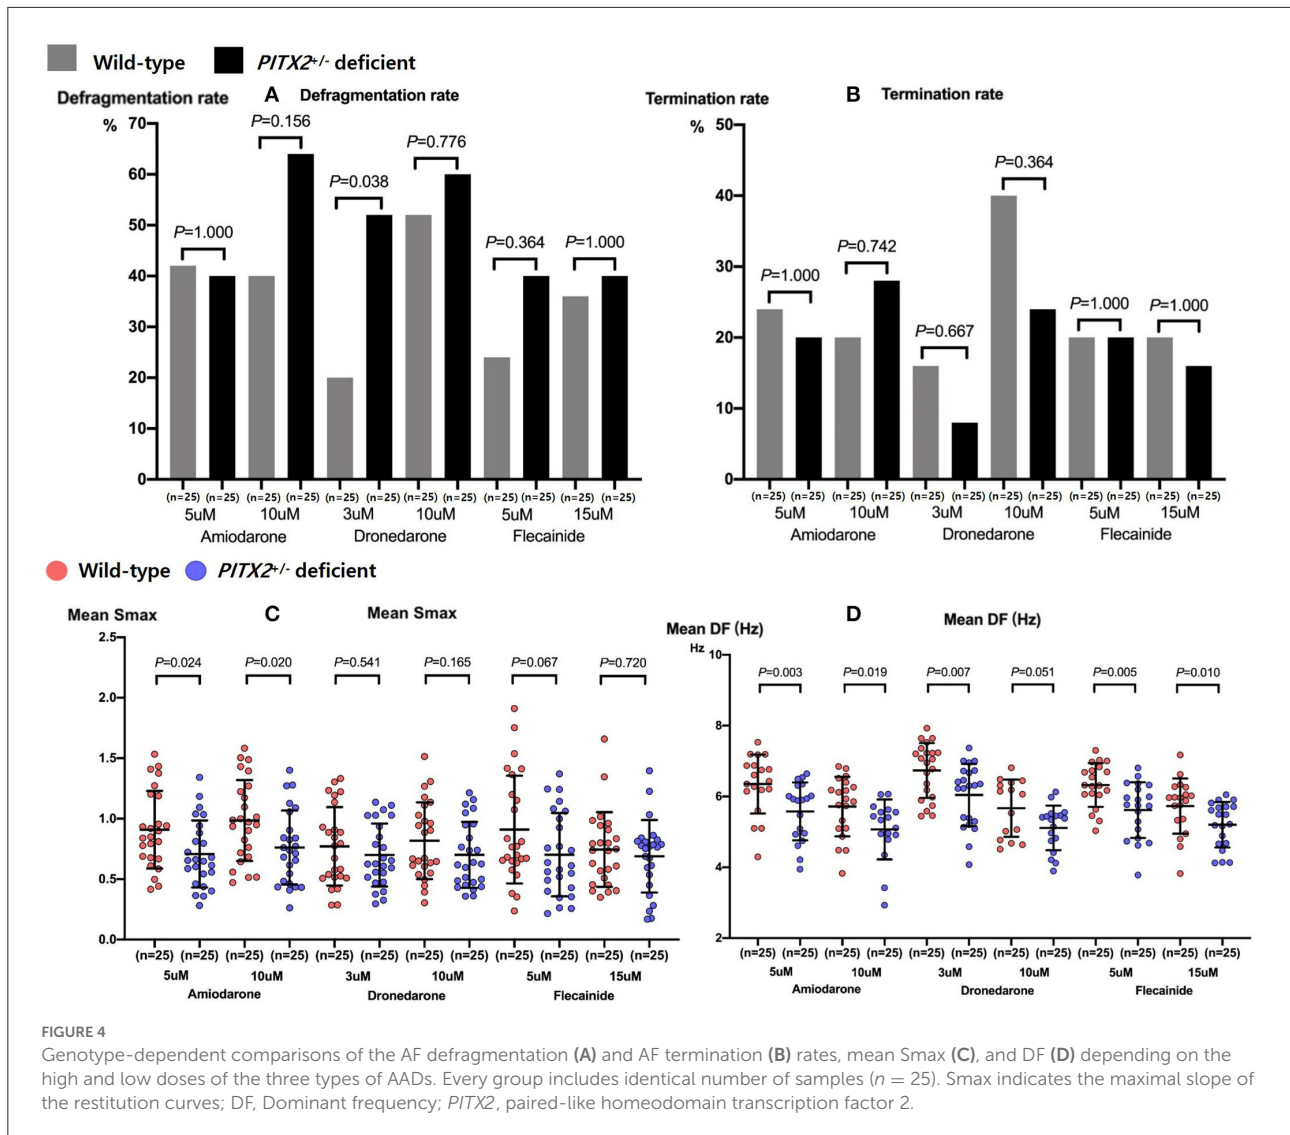 Wild-type PITX2+/- deficient
Defragmentation rate A Defragmentation rate
%
70
60
50
40
30
20
10
0
P=1.000
P=0.156
P=0.038
P=0.776
P=0.364
P=1.000
(n=25) (n=25) (n=25) (n=25) (n=25) (n=25) (n=25) (n=25) (n=25) (n=25) (n=25) (n=25)
5uM 10uM 3uM 10uM 5uM 15uM
Amiodarone Dronedarone Flecainide
Termination rate B Termination rate
%
50
40
30
20
10
0
P=1.000
P=0.742
P=0.667
P=0.364
P=1.000
P=1.000
(n=25) (n=25) (n=25) (n=25) (n=25) (n=25) (n=25) (n=25) (n=25) (n=25) (n=25) (n=25)
5uM 10uM 3uM 10uM 5uM 15uM
Amiodarone Dronedarone Flecainide
Wild-type PITX2+/- deficient
Mean Smax C Mean Smax
2.5
2.0
1.5
1.0
0.5
0.0
P=0.024 P=0.020 P=0.541 P=0.165 P=0.067 P=0.720
(n=25) (n=25) (n=25) (n=25) (n=25) (n=25) (n=25) (n=25) (n=25) (n=25) (n=25) (n=25)
5uM 10uM 3uM 10uM 5uM 15uM
Amiodarone Dronedarone Flecainide
Mean DF (Hz) D Mean DF (Hz)
Hz
10
8
6
4
2
P=0.003 P=0.019 P=0.007 P=0.051 P=0.005 P=0.010
(n=25) (n=25) (n=25) (n=25) (n=25) (n=25) (n=25) (n=25) (n=25) (n=25) (n=25) (n=25)
5uM 10uM 3uM 10uM 5uM 15uM
Amiodarone Dronedarone Flecainide
FIGURE 4
Genotype-dependent comparisons of the AF defragmentation (A) and AF termination (B) rates, mean Smax (C), and DF (D) depending on the
high and low doses of the three types of AADs. Every group includes identical number of samples (n = 25). Smax indicates the maximal slope of
the restitution curves; DF, Dominant frequency; PITX2, paired-like homeodomain transcription factor 2.